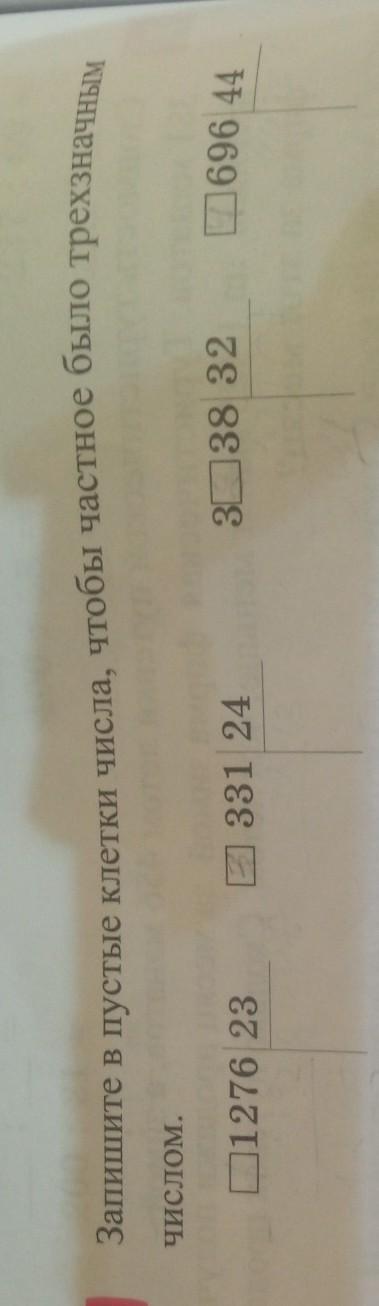 Запишите в пустые клетки числа, чтобы частное было трехзначным
числом.
□1276 23 □331 24 3□38 32 □696 44